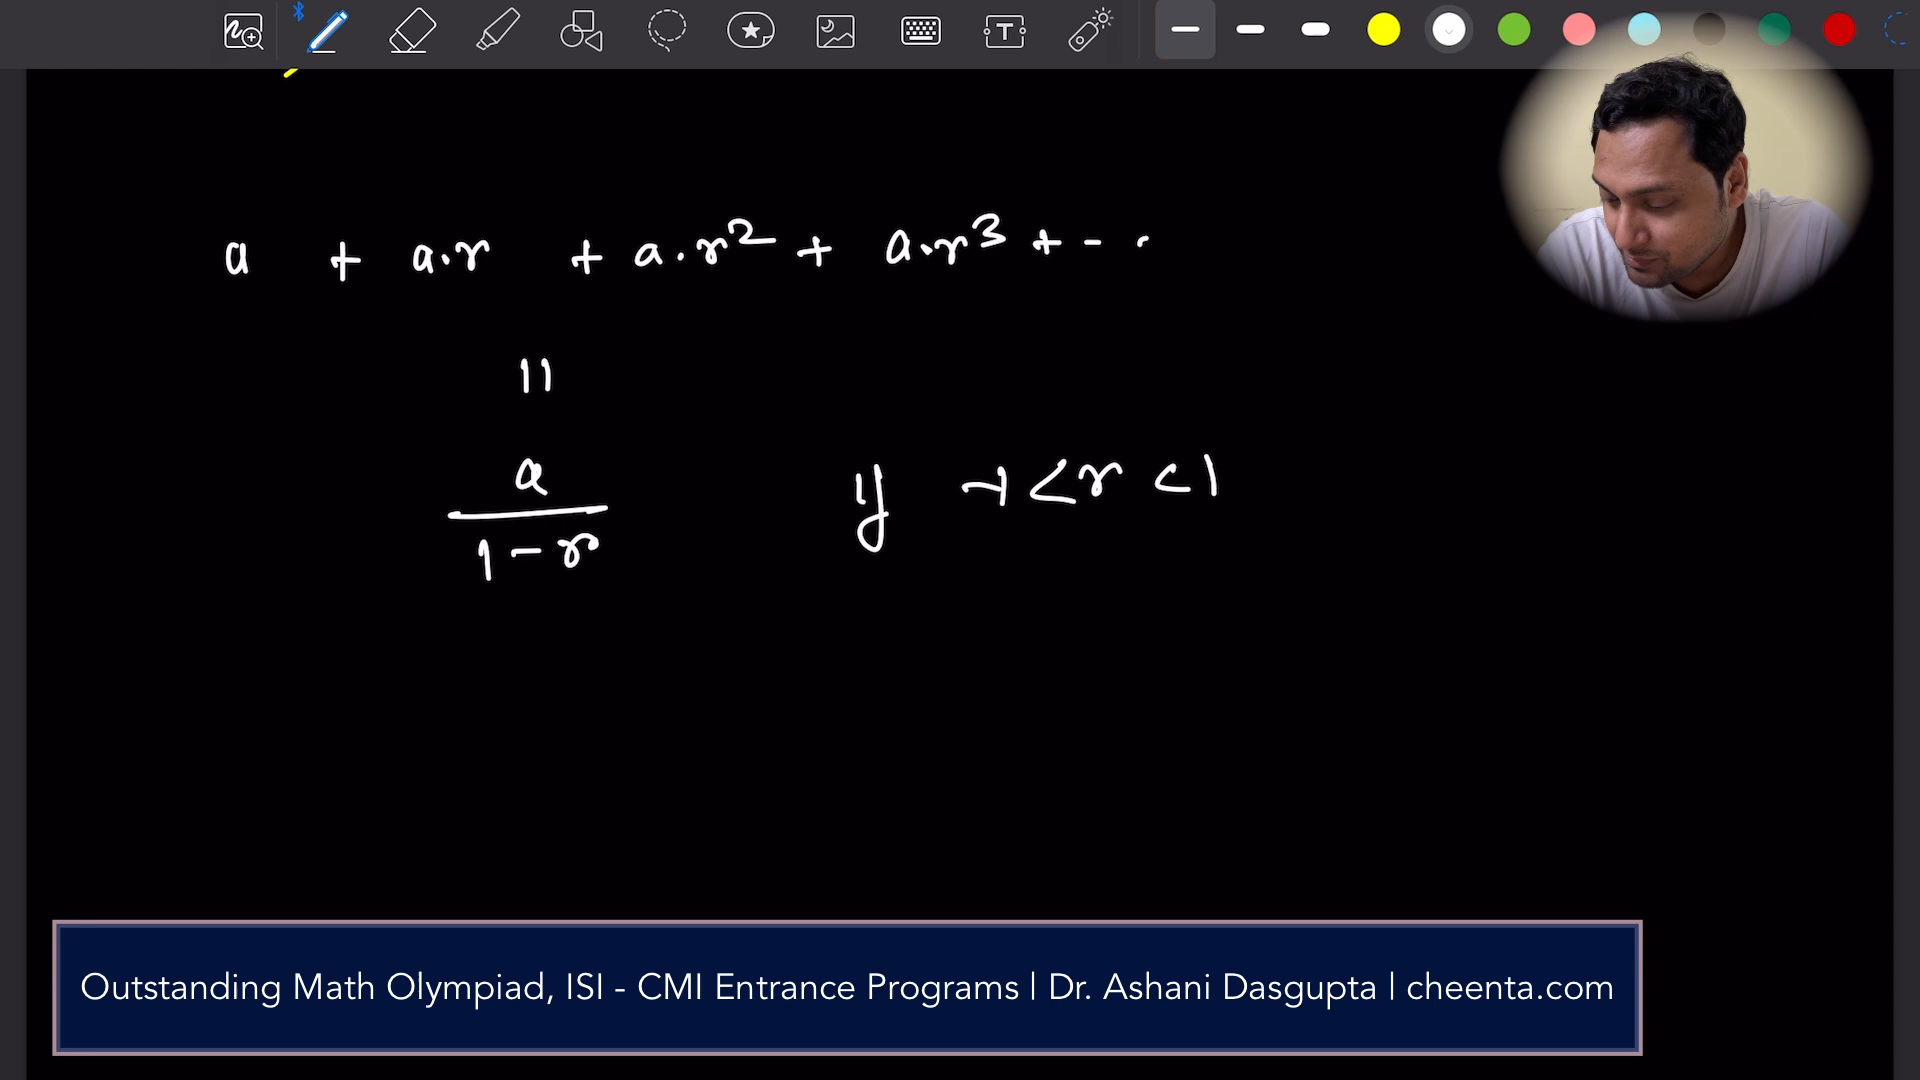 a + a.r + a.r² + a.r³ + - .
=
a
1 - r
if -1 < r < 1
Outstanding Math Olympiad, ISI - CMI Entrance Programs | Dr. Ashani Dasgupta | cheenta.com